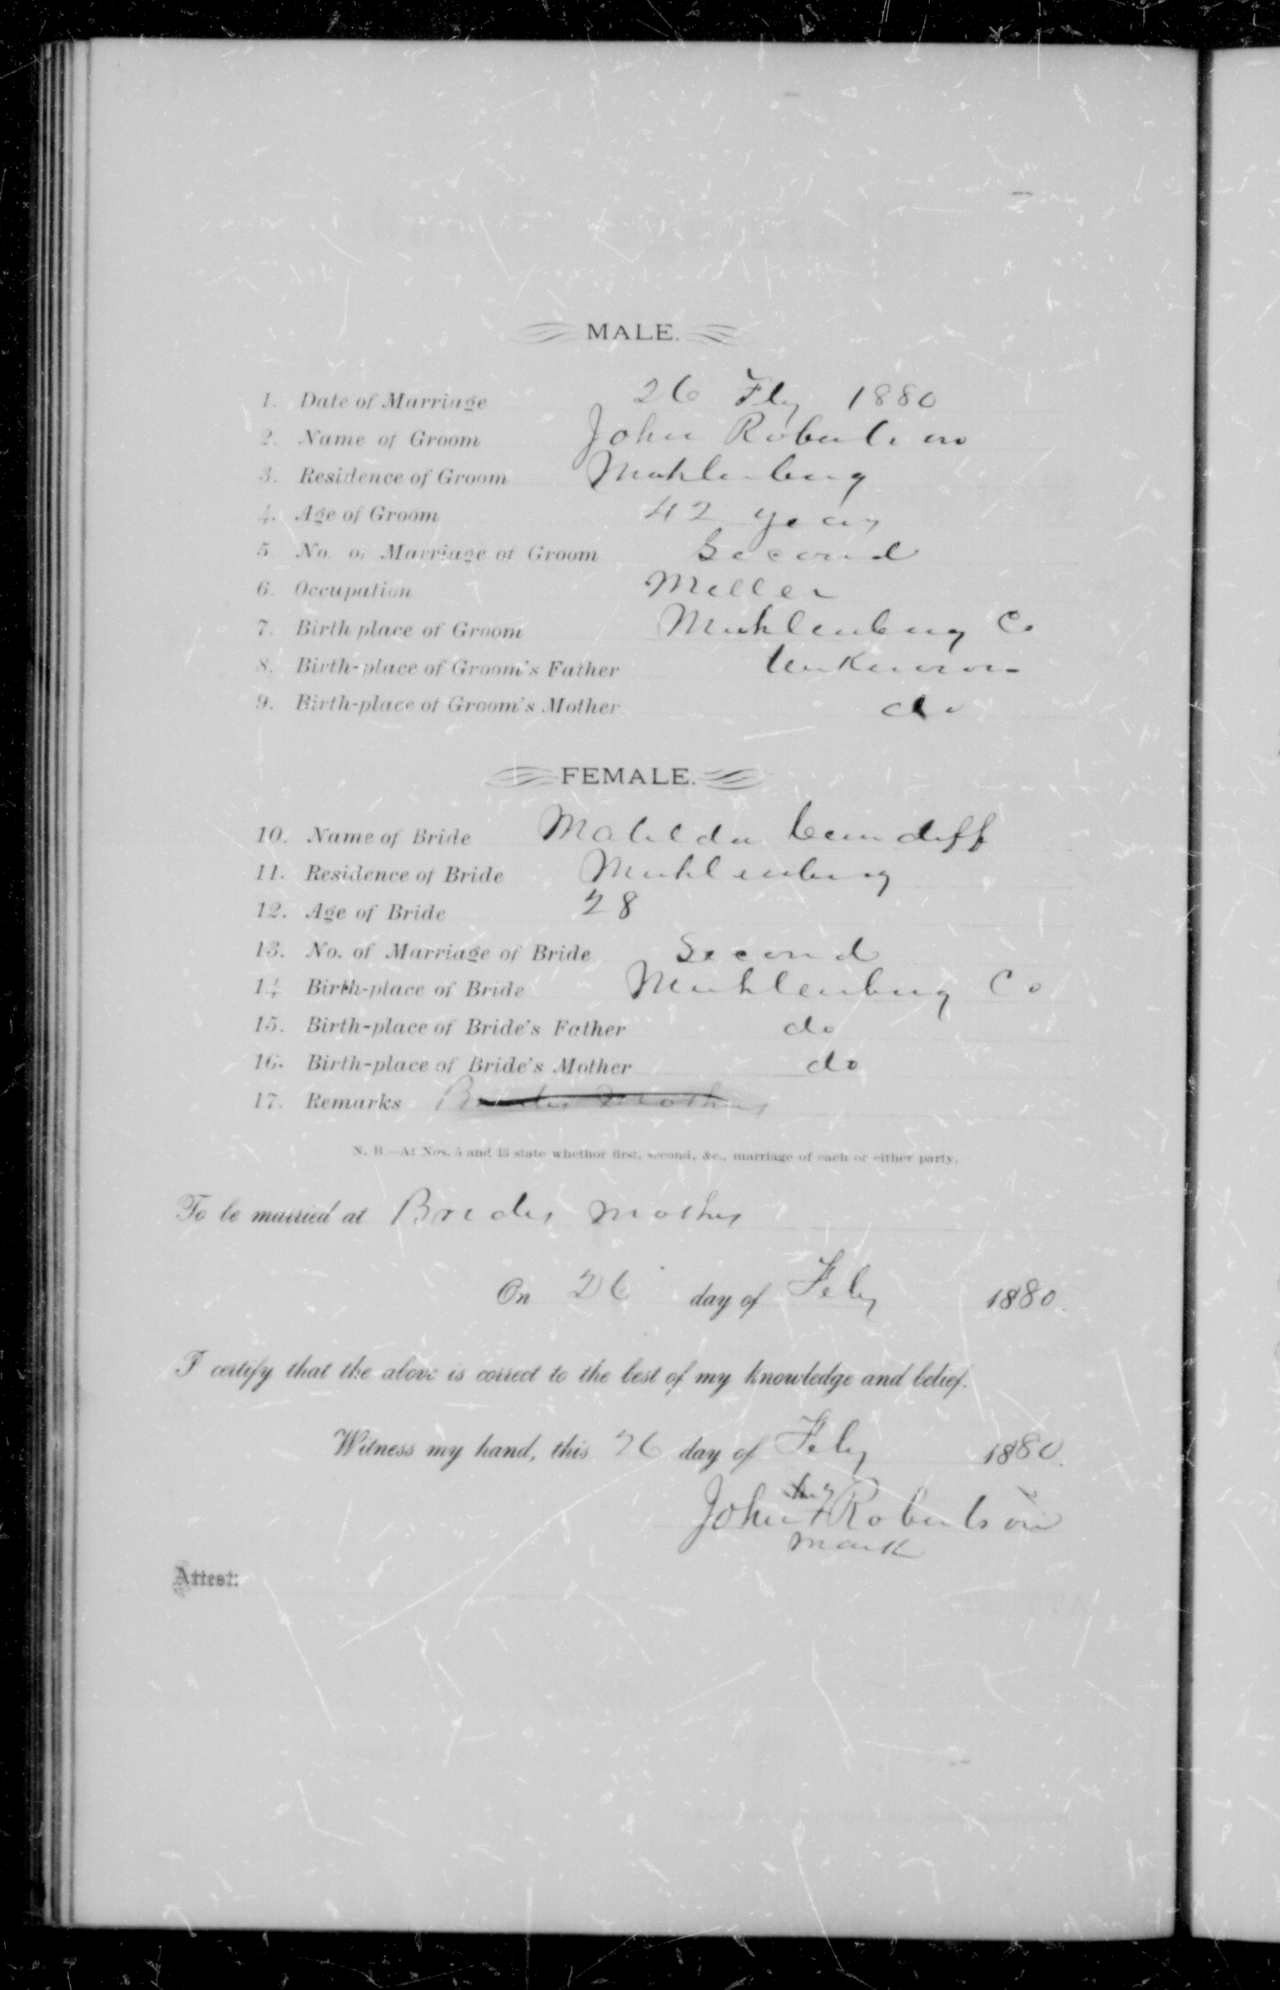 MALE.
1. Date of Marriage 26 Feby 1880
2. Name of Groom John Robertson
3. Residence of Groom Muhlenburg
4. Age of Groom 42 years
5. No. of Marriage of Groom Second
6. Occupation Miller
7. Birth place of Groom Muhlenburg Co
8. Birth-place of Groom's Father Unknown
9. Birth-place of Groom's Mother do
FEMALE.
10. Name of Bride Matilda Cundiff
11. Residence of Bride Muhlenburg
12. Age of Bride 28
13. No. of Marriage of Bride Second
14 Birth-place of Bride Muhlenburg Co
15. Birth-place of Bride's Father do
16. Birth-place of Bride's Mother do
17. Remarks Brides Mothers
N. B.—At Nos. 5 and 13 state whether first, second, &c., marriage of each or either party.
To be married at Brides Mothers
On 26 day of Feby 1880.
I certify that the above is correct to the best of my knowledge and belief.
Witness my hand, this 26 day of Feby 1880.
his
John + Robertson
mark
Attest: